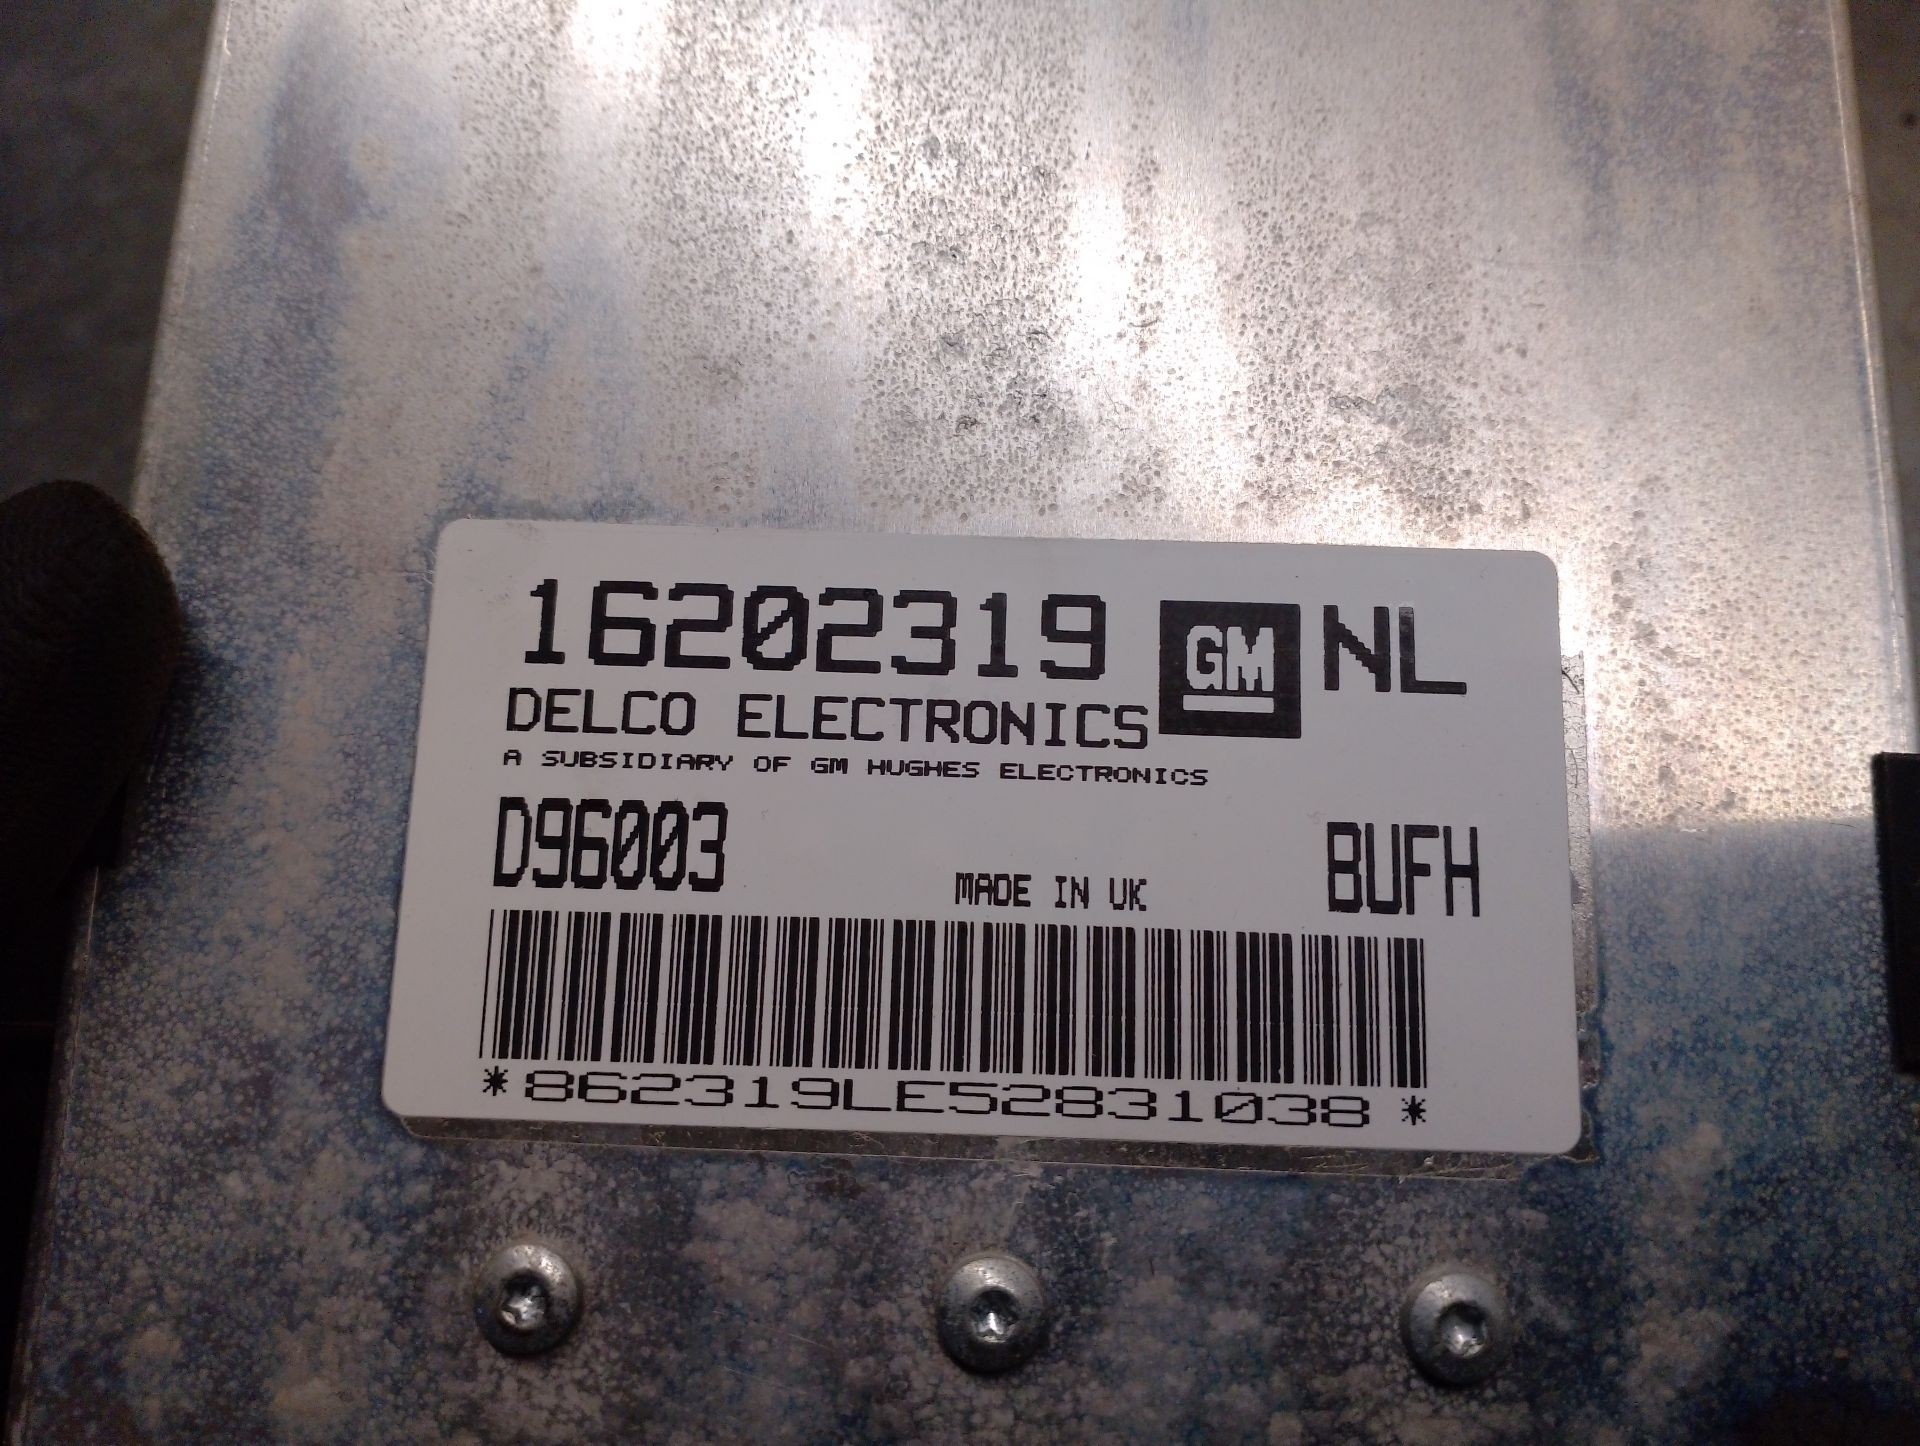 16202319 GM NL
DELCO ELECTRONICS
A SUBSIDIARY OF GM HUGHES ELECTRONICS
D96003 MADE IN UK BUFH
*862319LE52831038*